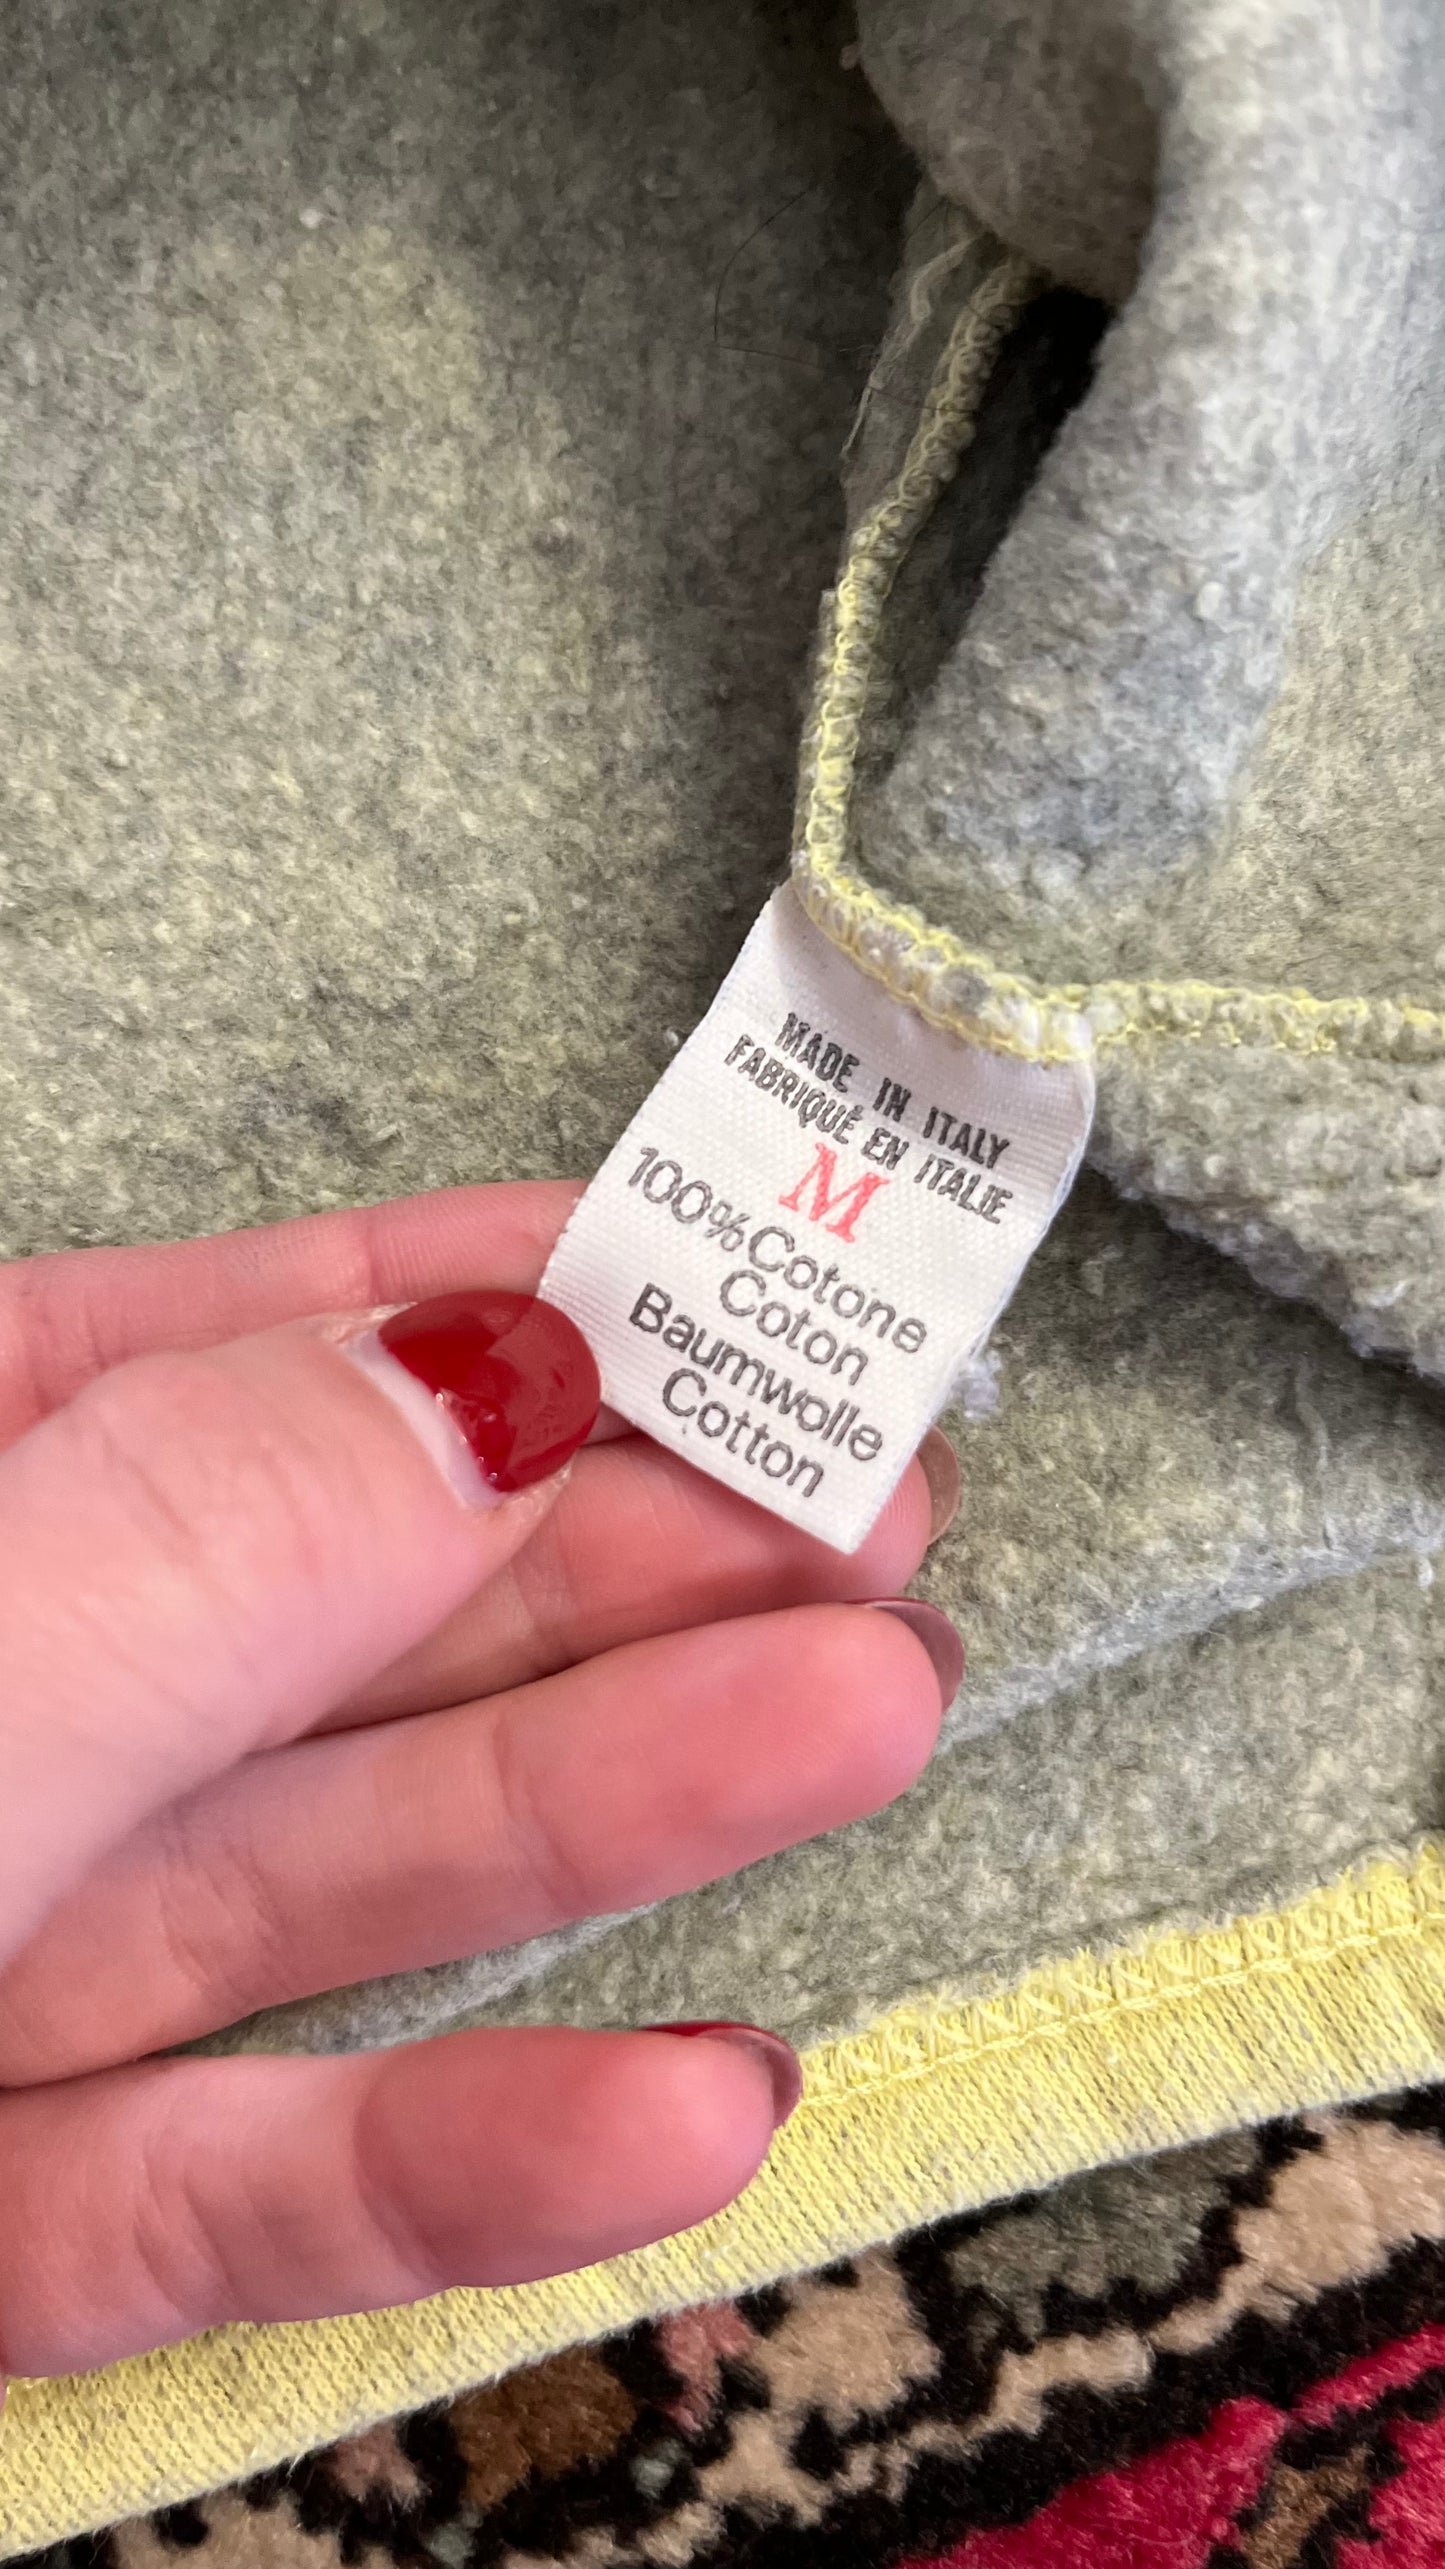 MADE IN ITALY
FABRIQUÉ EN ITALIE
M
100% Cotone
Coton
Baumwolle
Cotton